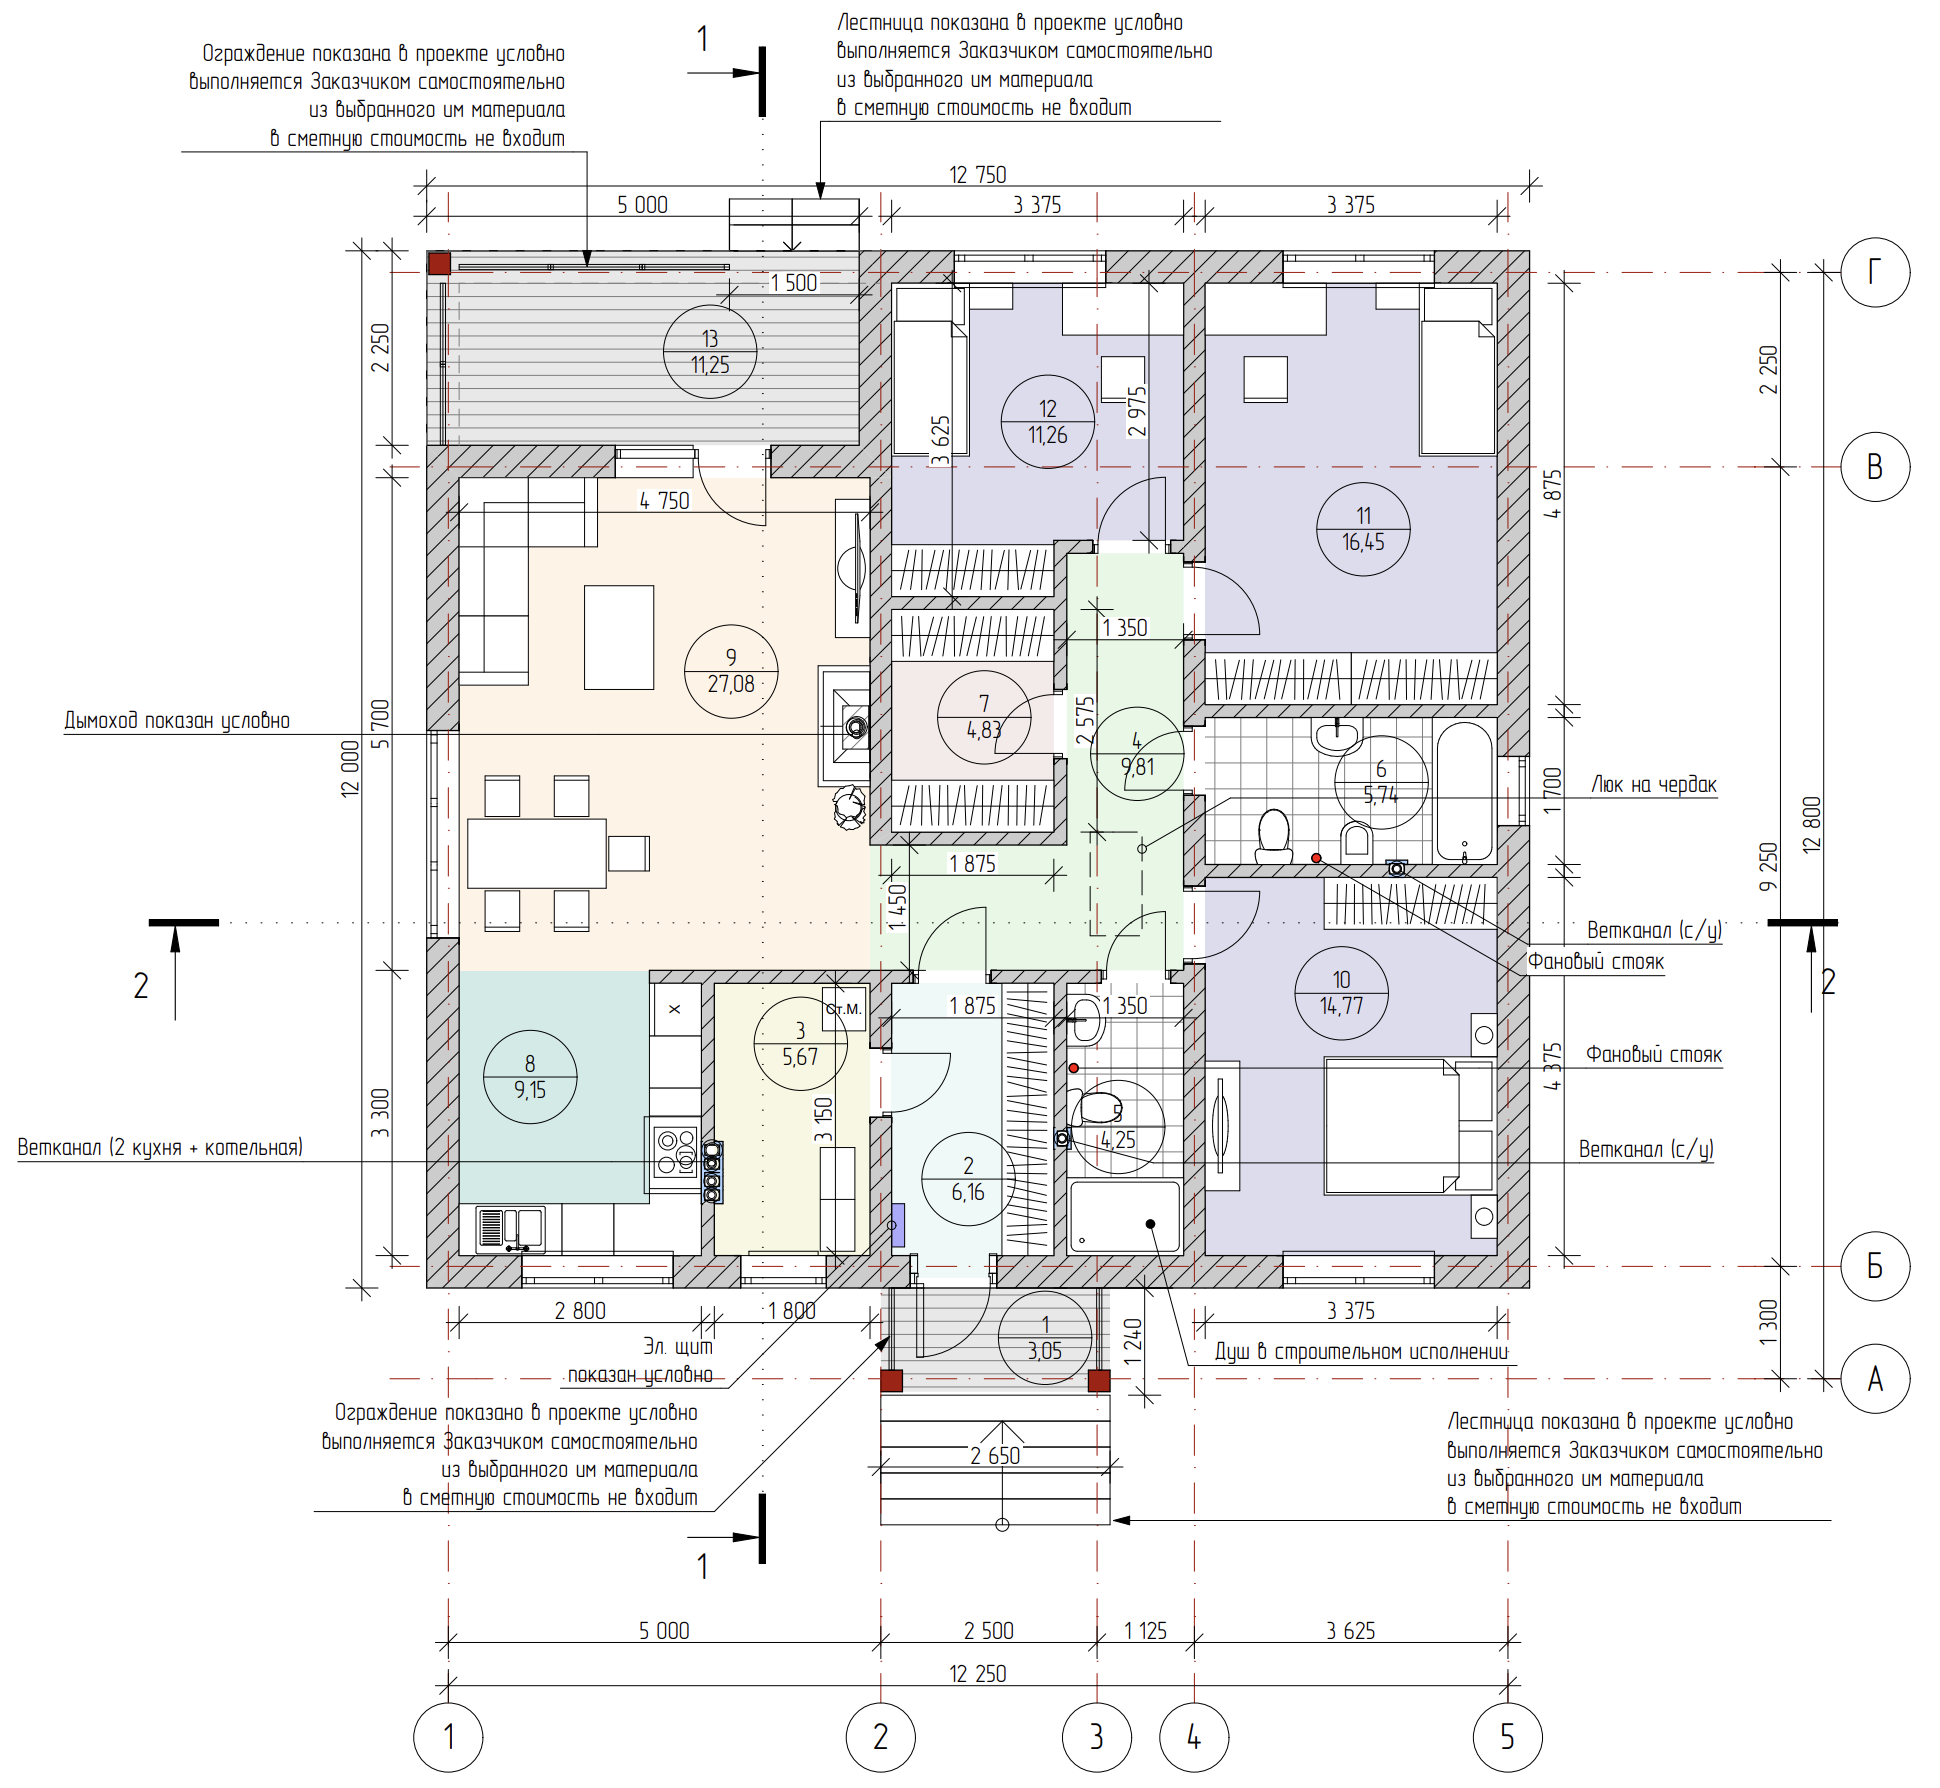 1
Лестница показана в проекте условно
выполняется Заказчиком самостоятельно
из выбранного им материала
в сметную стоимость не входит
Ограждение показана в проекте условно
выполняется Заказчиком самостоятельно
из выбранного им материала
в сметную стоимость не входит
12 750
5 000
3 375
3 375
Г
1 500
2 250
13
11,25
2 250
12
11,26
2 975
3 625
В
4 750
4 875
11
16,45
1 350
9
27,08
7
4,83
2 575
4
9,81
Дымоход показан условно
5 700
12 000
6
5,74
1 700
Люк на чердак
12 800
9 250
1 875
1 450
Ветканал (с/у)
Фановый стояк
2
2
10
14,77
1 875
1 350
X
Ст.М.
3
5,67
8
9,15
Фановый стояк
4 375
3 300
3 150
5
4,25
Ветканал (2 кухня + котельная)
Ветканал (с/у)
2
6,16
Б
2 800
1 800
3 375
1
3,05
1 240
1 300
Эл. щит
показан условно
Душ в строительном исполнении
А
Ограждение показано в проекте условно
выполняется Заказчиком самостоятельно
из выбранного им материала
в сметную стоимость не входит
2 650
Лестница показана в проекте условно
выполняется Заказчиком самостоятельно
из выбранного им материала
в сметную стоимость не входит
1
5 000
2 500
1 125
3 625
12 250
1
2
3
4
5